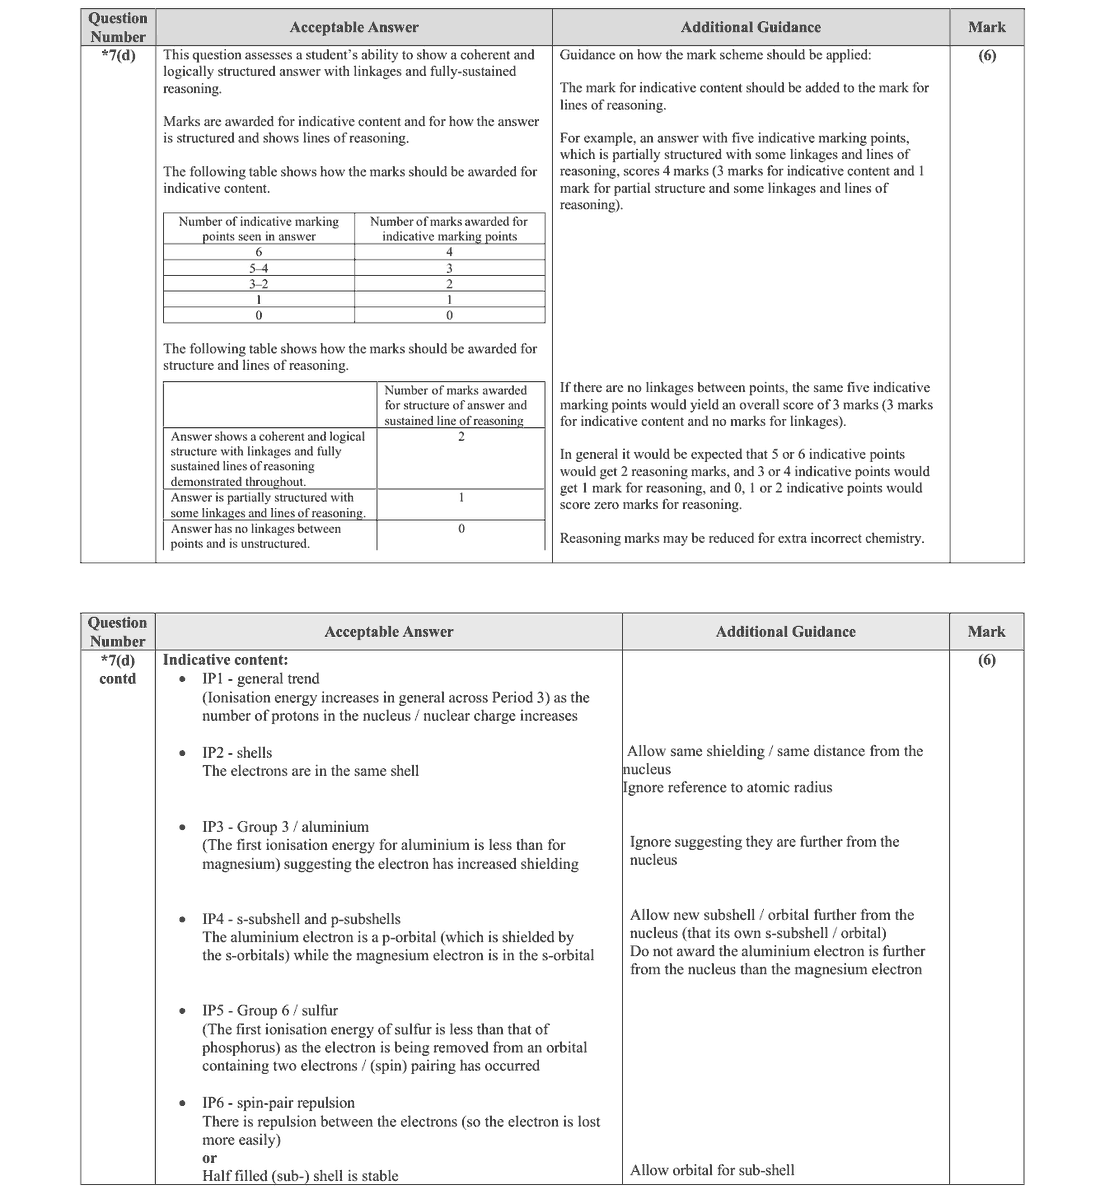 Question Number
Acceptable Answer
Additional Guidance
Mark
*7(d)
This question assesses a student's ability to show a coherent and
logically structured answer with linkages and fully-sustained
reasoning.
Marks are awarded for indicative content and for how the answer
is structured and shows lines of reasoning.
The following table shows how the marks should be awarded for
indicative content.
Number of indicative marking
points seen in answer
Number of marks awarded for
indicative marking points
6
4
5–4
3
3–2
2
1
1
0
0
The following table shows how the marks should be awarded for
structure and lines of reasoning.
Number of marks awarded
for structure of answer and
sustained line of reasoning
Answer shows a coherent and logical
structure with linkages and fully
sustained lines of reasoning
demonstrated throughout.
2
Answer is partially structured with
some linkages and lines of reasoning.
1
Answer has no linkages between
points and is unstructured.
0
Guidance on how the mark scheme should be applied:
The mark for indicative content should be added to the mark for
lines of reasoning.
For example, an answer with five indicative marking points,
which is partially structured with some linkages and lines of
reasoning, scores 4 marks (3 marks for indicative content and 1
mark for partial structure and some linkages and lines of
reasoning).
If there are no linkages between points, the same five indicative
marking points would yield an overall score of 3 marks (3 marks
for indicative content and no marks for linkages).
In general it would be expected that 5 or 6 indicative points
would get 2 reasoning marks, and 3 or 4 indicative points would
get 1 mark for reasoning, and 0, 1 or 2 indicative points would
score zero marks for reasoning.
Reasoning marks may be reduced for extra incorrect chemistry.
(6)
Question
Number
Acceptable Answer
Additional Guidance
Mark
*7(d)
contd
Indicative content:
• IP1 - general trend
(Ionisation energy increases in general across Period 3) as the
number of protons in the nucleus / nuclear charge increases
• IP2 - shells
The electrons are in the same shell
Allow same shielding / same distance from the
nucleus
Ignore reference to atomic radius
• IP3 - Group 3 / aluminium
(The first ionisation energy for aluminium is less than for
magnesium) suggesting the electron has increased shielding
Ignore suggesting they are further from the
nucleus
• IP4 - s-subshell and p-subshells
The aluminium electron is a p-orbital (which is shielded by
the s-orbitals) while the magnesium electron is in the s-orbital
Allow new subshell / orbital further from the
nucleus (that its own s-subshell / orbital)
Do not award the aluminium electron is further
from the nucleus than the magnesium electron
• IP5 - Group 6 / sulfur
(The first ionisation energy of sulfur is less than that of
phosphorus) as the electron is being removed from an orbital
containing two electrons / (spin) pairing has occurred
• IP6 - spin-pair repulsion
There is repulsion between the electrons (so the electron is lost
more easily)
or
Half filled (sub-) shell is stable
Allow orbital for sub-shell
(6)